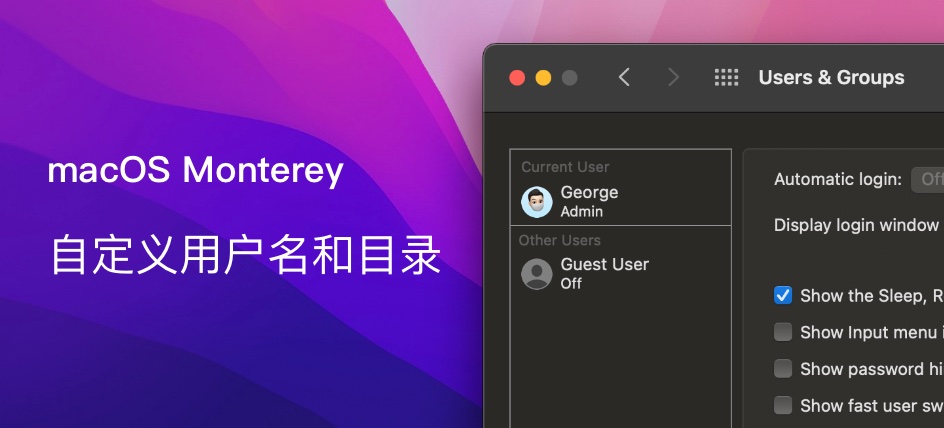 macOS Monterey
自定义用户名和目录
Users & Groups
Current User
George
Admin
Other Users
Guest User
Off
Automatic login:
Off
Display login window
Show the Sleep, R
Show Input menu i
Show password hi
Show fast user sw